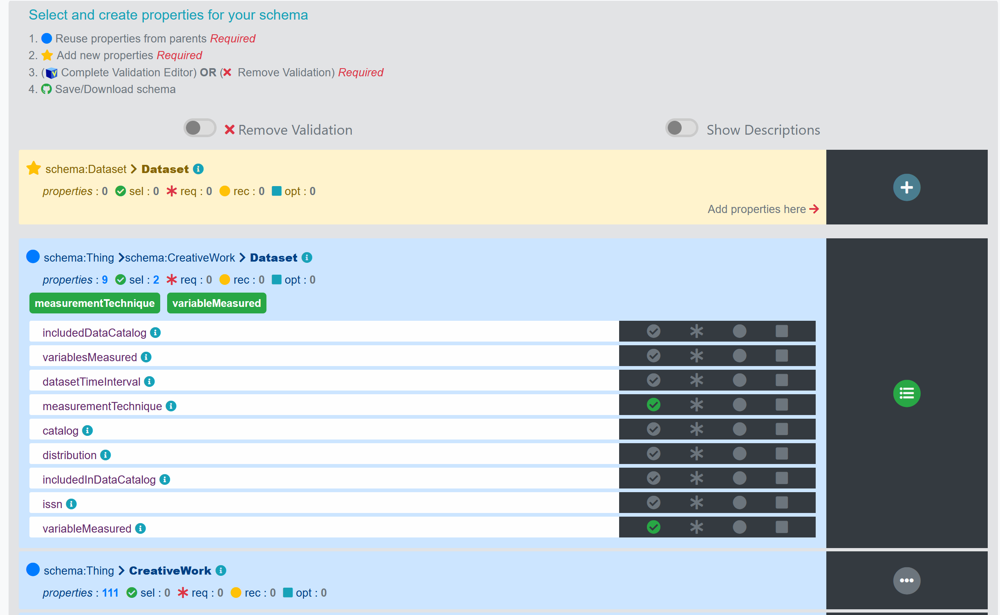 Select and create properties for your schema
1. Reuse properties from parents Required
2. Add new properties Required
3. ( Complete Validation Editor) OR ( Remove Validation) Required
4. Save/Download schema
Remove Validation Show Descriptions
schema:Dataset Dataset
properties : 0 sel : 0 req : 0 rec : 0 opt : 0
Add properties here
schema:Thing schema:CreativeWork Dataset
properties : 9 sel : 2 req : 0 rec : 0 opt : 0
measurementTechnique variableMeasured
includedDataCatalog
variablesMeasured
datasetTimeInterval
measurementTechnique
catalog
distribution
includedInDataCatalog
issn
variableMeasured
schema:Thing CreativeWork
properties : 111 sel : 0 req : 0 rec : 0 opt : 0